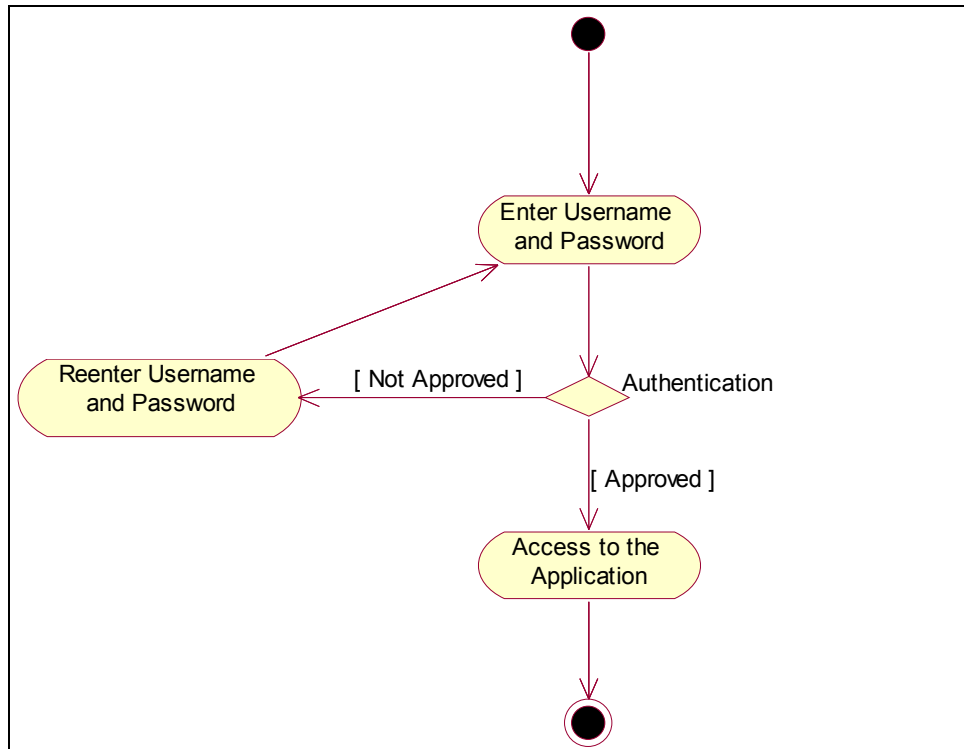 Enter Username
and Password
Reenter Username
and Password
[ Not Approved ]
Authentication
[ Approved ]
Access to the
Application